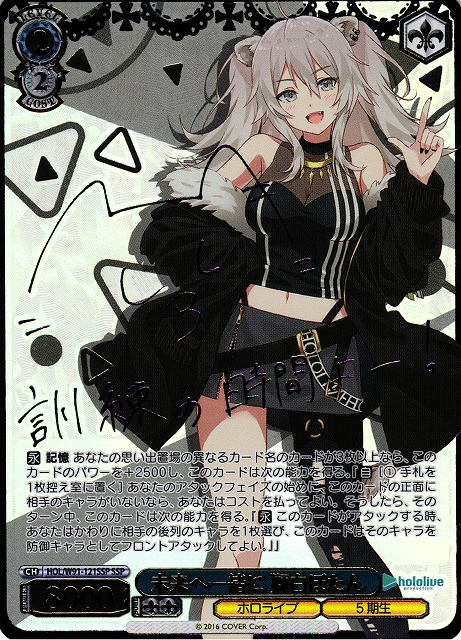 LEVEL
2
2
COST
訓練の時間よー!
HOLOLIVE
永 記憶 あなたの思い出置場の異なるカード名のカードが3枚以上なら、この
カードのパワーを+2500し、このカードは次の能力を得る。『自［①手札を
1枚控え室に置く］あなたのアタックフェイズの始めに、このカードの正面に
相手のキャラがいないなら、あなたはコストを払ってよい。そうしたら、その
ターン中、このカードは次の能力を得る。『永 このカードがアタックする時、
あなたはかわりに相手の後列のキャラを1枚選び、このカードはそのキャラを
防御キャラとしてフロントアタックしてよい。』』
CH HOL/W91-121SSP SSP
未来へ一緒に 獅白ぼたん
hololive
production
ホロライブ
5期生
© 2016 COVER Corp.